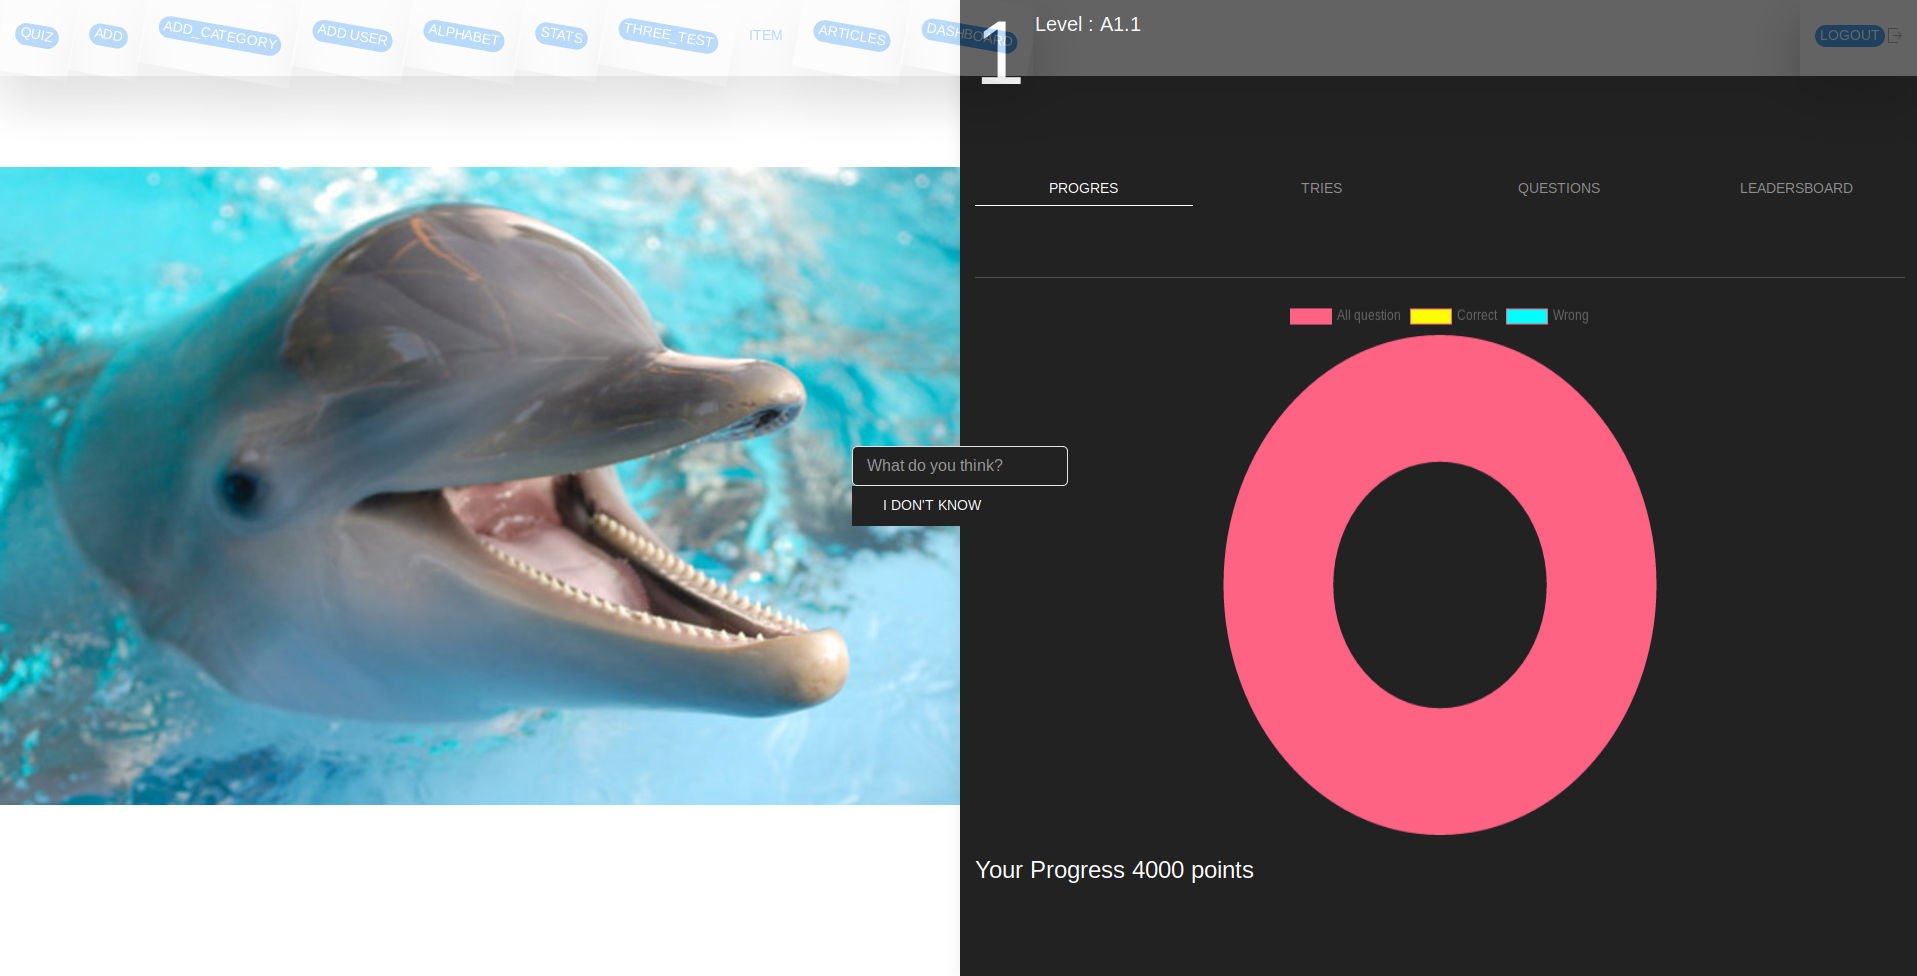 QUIZ ADD ADD_CATEGORY ADD USER ALPHABET STATS THREE_TEST ITEM ARTICLES DASHBOARD LOGOUT
1 Level : A1.1
PROGRES TRIES QUESTIONS LEADERSBOARD
All question Correct Wrong
What do you think?
I DON'T KNOW
Your Progress 4000 points